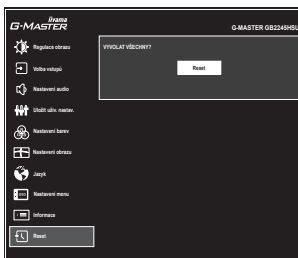 iiyama
G-MASTER
G-MASTER GB2245HSU
Regulace obrazu
Volba vstupů
Nastavení audio
Uložit uživ. nastav.
Nastavení barev
Nastavení obrazu
Jazyk
OSD
Nastavení menu
Informace
Reset
VYVOLAT VŠECHNY?
Reset